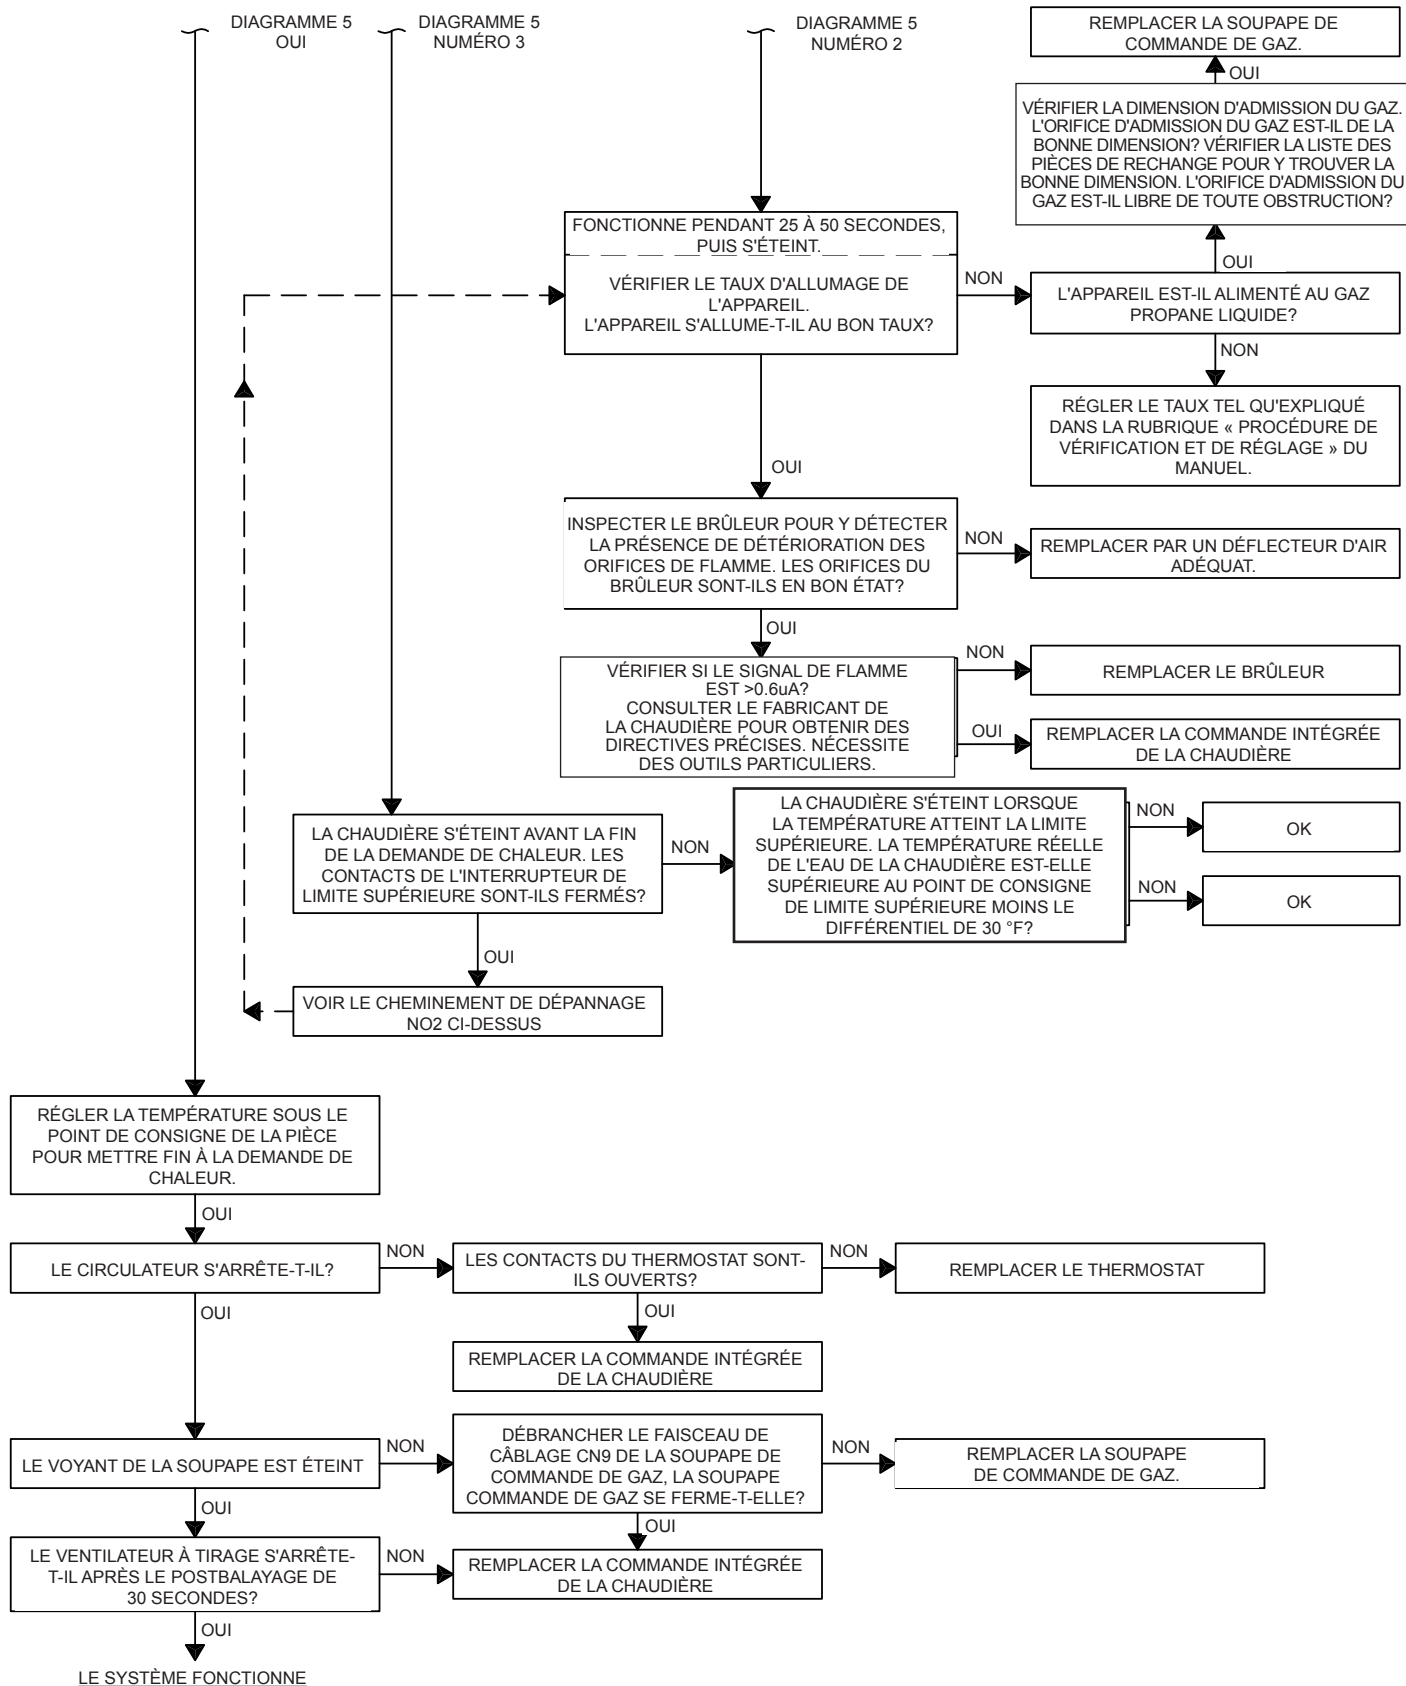 DIAGRAMME 5
OUI
DIAGRAMME 5
NUMÉRO 3
DIAGRAMME 5
NUMÉRO 2
REMPLACER LA SOUPAPE DE
COMMANDE DE GAZ.
OUI
VÉRIFIER LA DIMENSION D'ADMISSION DU GAZ.
L'ORIFICE D'ADMISSION DU GAZ EST-IL DE LA
BONNE DIMENSION? VÉRIFIER LA LISTE DES
PIÈCES DE RECHANGE POUR Y TROUVER LA
BONNE DIMENSION. L'ORIFICE D'ADMISSION DU
GAZ EST-IL LIBRE DE TOUTE OBSTRUCTION?
OUI
FONCTIONNE PENDANT 25 À 50 SECONDES,
PUIS S'ÉTEINT.
VÉRIFIER LE TAUX D'ALLUMAGE DE
L'APPAREIL.
L'APPAREIL S'ALLUME-T-IL AU BON TAUX?
NON
L'APPAREIL EST-IL ALIMENTÉ AU GAZ
PROPANE LIQUIDE?
NON
RÉGLER LE TAUX TEL QU'EXPLIQUÉ
DANS LA RUBRIQUE « PROCÉDURE DE
VÉRIFICATION ET DE RÉGLAGE » DU
MANUEL.
OUI
INSPECTER LE BRÛLEUR POUR Y DÉTECTER
LA PRÉSENCE DE DÉTÉRIORATION DES
ORIFICES DE FLAMME. LES ORIFICES DU
BRÛLEUR SONT-ILS EN BON ÉTAT?
NON
REMPLACER PAR UN DÉFLECTEUR D'AIR
ADÉQUAT.
OUI
VÉRIFIER SI LE SIGNAL DE FLAMME
EST >0.6uA?
CONSULTER LE FABRICANT DE
LA CHAUDIÈRE POUR OBTENIR DES
DIRECTIVES PRÉCISES. NÉCESSITE
DES OUTILS PARTICULIERS.
NON
REMPLACER LE BRÛLEUR
OUI
REMPLACER LA COMMANDE INTÉGRÉE
DE LA CHAUDIÈRE
LA CHAUDIÈRE S'ÉTEINT AVANT LA FIN
DE LA DEMANDE DE CHALEUR. LES
CONTACTS DE L'INTERRUPTEUR DE
LIMITE SUPÉRIEURE SONT-ILS FERMÉS?
NON
LA CHAUDIÈRE S'ÉTEINT LORSQUE
LA TEMPÉRATURE ATTEINT LA LIMITE
SUPÉRIEURE. LA TEMPÉRATURE RÉELLE
DE L'EAU DE LA CHAUDIÈRE EST-ELLE
SUPÉRIEURE AU POINT DE CONSIGNE
DE LIMITE SUPÉRIEURE MOINS LE
DIFFÉRENTIEL DE 30 °F?
NON
OK
NON
OK
OUI
VOIR LE CHEMINEMENT DE DÉPANNAGE
NO2 CI-DESSUS
RÉGLER LA TEMPÉRATURE SOUS LE
POINT DE CONSIGNE DE LA PIÈCE
POUR METTRE FIN À LA DEMANDE DE
CHALEUR.
OUI
LE CIRCULATEUR S'ARRÊTE-T-IL?
NON
LES CONTACTS DU THERMOSTAT SONT-
ILS OUVERTS?
NON
REMPLACER LE THERMOSTAT
OUI
OUI
REMPLACER LA COMMANDE INTÉGRÉE
DE LA CHAUDIÈRE
LE VOYANT DE LA SOUPAPE EST ÉTEINT
NON
DÉBRANCHER LE FAISCEAU DE
CÂBLAGE CN9 DE LA SOUPAPE DE
COMMANDE DE GAZ, LA SOUPAPE
COMMANDE DE GAZ SE FERME-T-ELLE?
NON
REMPLACER LA SOUPAPE
DE COMMANDE DE GAZ.
OUI
OUI
LE VENTILATEUR À TIRAGE S'ARRÊTE-
T-IL APRÈS LE POSTBALAYAGE DE
30 SECONDES?
NON
REMPLACER LA COMMANDE INTÉGRÉE
DE LA CHAUDIÈRE
OUI
LE SYSTÈME FONCTIONNE